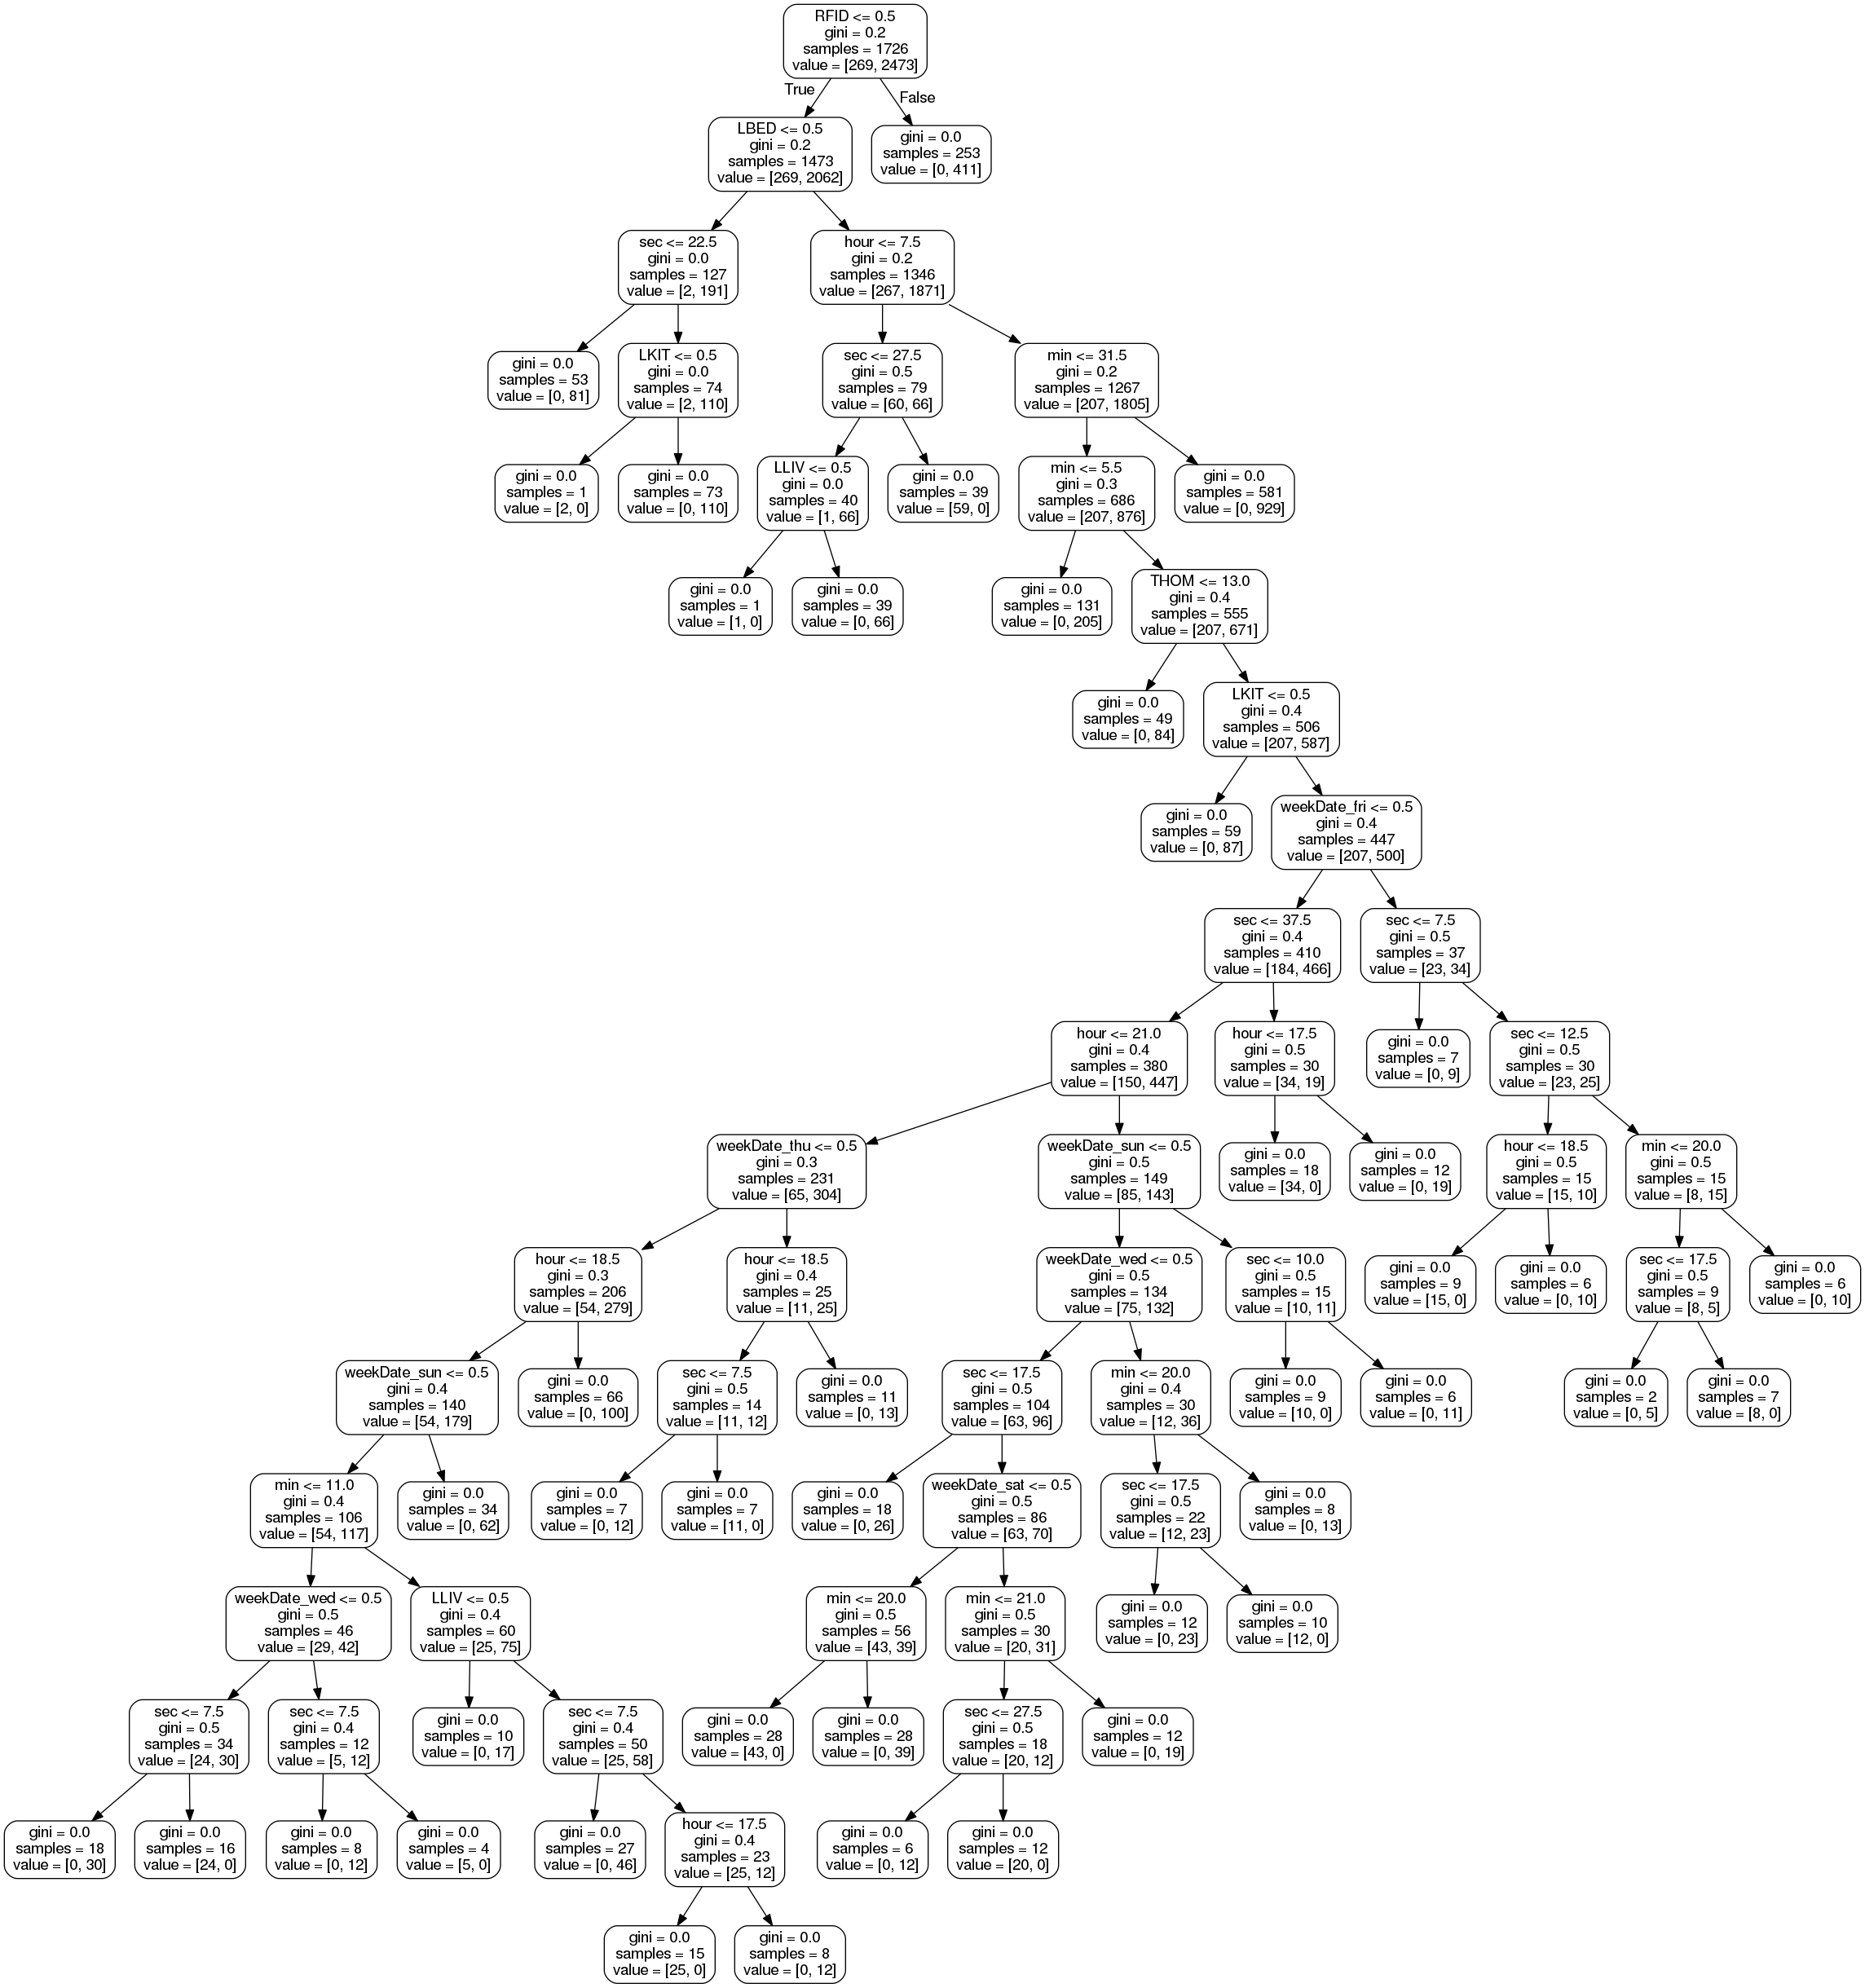 RFID <= 0.5
gini = 0.2
samples = 1726
value = [269, 2473]
True
False
LBED <= 0.5
gini = 0.2
samples = 1473
value = [269, 2062]
gini = 0.0
samples = 253
value = [0, 411]
sec <= 22.5
gini = 0.0
samples = 127
value = [2, 191]
hour <= 7.5
gini = 0.2
samples = 1346
value = [267, 1871]
gini = 0.0
samples = 53
value = [0, 81]
LKIT <= 0.5
gini = 0.0
samples = 74
value = [2, 110]
sec <= 27.5
gini = 0.5
samples = 79
value = [60, 66]
min <= 31.5
gini = 0.2
samples = 1267
value = [207, 1805]
gini = 0.0
samples = 1
value = [2, 0]
gini = 0.0
samples = 73
value = [0, 110]
LLIV <= 0.5
gini = 0.0
samples = 40
value = [1, 66]
gini = 0.0
samples = 39
value = [59, 0]
min <= 5.5
gini = 0.3
samples = 686
value = [207, 876]
gini = 0.0
samples = 581
value = [0, 929]
gini = 0.0
samples = 1
value = [1, 0]
gini = 0.0
samples = 39
value = [0, 66]
gini = 0.0
samples = 131
value = [0, 205]
THOM <= 13.0
gini = 0.4
samples = 555
value = [207, 671]
gini = 0.0
samples = 49
value = [0, 84]
LKIT <= 0.5
gini = 0.4
samples = 506
value = [207, 587]
gini = 0.0
samples = 59
value = [0, 87]
weekDate_fri <= 0.5
gini = 0.4
samples = 447
value = [207, 500]
sec <= 37.5
gini = 0.4
samples = 410
value = [184, 466]
sec <= 7.5
gini = 0.5
samples = 37
value = [23, 34]
hour <= 21.0
gini = 0.4
samples = 380
value = [150, 447]
hour <= 17.5
gini = 0.5
samples = 30
value = [34, 19]
gini = 0.0
samples = 7
value = [0, 9]
sec <= 12.5
gini = 0.5
samples = 30
value = [23, 25]
weekDate_thu <= 0.5
gini = 0.3
samples = 231
value = [65, 304]
weekDate_sun <= 0.5
gini = 0.5
samples = 149
value = [85, 143]
gini = 0.0
samples = 18
value = [34, 0]
gini = 0.0
samples = 12
value = [0, 19]
hour <= 18.5
gini = 0.5
samples = 15
value = [15, 10]
min <= 20.0
gini = 0.5
samples = 15
value = [8, 15]
hour <= 18.5
gini = 0.3
samples = 206
value = [54, 279]
hour <= 18.5
gini = 0.4
samples = 25
value = [11, 25]
weekDate_wed <= 0.5
gini = 0.5
samples = 134
value = [75, 132]
sec <= 10.0
gini = 0.5
samples = 15
value = [10, 11]
gini = 0.0
samples = 9
value = [15, 0]
gini = 0.0
samples = 6
value = [0, 10]
sec <= 17.5
gini = 0.5
samples = 9
value = [8, 5]
gini = 0.0
samples = 6
value = [0, 10]
weekDate_sun <= 0.5
gini = 0.4
samples = 140
value = [54, 179]
gini = 0.0
samples = 66
value = [0, 100]
sec <= 7.5
gini = 0.5
samples = 14
value = [11, 12]
gini = 0.0
samples = 11
value = [0, 13]
sec <= 17.5
gini = 0.5
samples = 104
value = [63, 96]
min <= 20.0
gini = 0.4
samples = 30
value = [12, 36]
gini = 0.0
samples = 9
value = [10, 0]
gini = 0.0
samples = 6
value = [0, 11]
gini = 0.0
samples = 2
value = [0, 5]
gini = 0.0
samples = 7
value = [8, 0]
min <= 11.0
gini = 0.4
samples = 106
value = [54, 117]
gini = 0.0
samples = 34
value = [0, 62]
gini = 0.0
samples = 7
value = [0, 12]
gini = 0.0
samples = 7
value = [11, 0]
gini = 0.0
samples = 18
value = [0, 26]
weekDate_sat <= 0.5
gini = 0.5
samples = 86
value = [63, 70]
sec <= 17.5
gini = 0.5
samples = 22
value = [12, 23]
gini = 0.0
samples = 8
value = [0, 13]
weekDate_wed <= 0.5
gini = 0.5
samples = 46
value = [29, 42]
LLIV <= 0.5
gini = 0.4
samples = 60
value = [25, 75]
min <= 20.0
gini = 0.5
samples = 56
value = [43, 39]
min <= 21.0
gini = 0.5
samples = 30
value = [20, 31]
gini = 0.0
samples = 12
value = [0, 23]
gini = 0.0
samples = 10
value = [12, 0]
sec <= 7.5
gini = 0.5
samples = 34
value = [24, 30]
sec <= 7.5
gini = 0.4
samples = 12
value = [5, 12]
gini = 0.0
samples = 10
value = [0, 17]
sec <= 7.5
gini = 0.4
samples = 50
value = [25, 58]
gini = 0.0
samples = 28
value = [43, 0]
gini = 0.0
samples = 28
value = [0, 39]
sec <= 27.5
gini = 0.5
samples = 18
value = [20, 12]
gini = 0.0
samples = 12
value = [0, 19]
gini = 0.0
samples = 18
value = [0, 30]
gini = 0.0
samples = 16
value = [24, 0]
gini = 0.0
samples = 8
value = [0, 12]
gini = 0.0
samples = 4
value = [5, 0]
gini = 0.0
samples = 27
value = [0, 46]
hour <= 17.5
gini = 0.4
samples = 23
value = [25, 12]
gini = 0.0
samples = 6
value = [0, 12]
gini = 0.0
samples = 12
value = [20, 0]
gini = 0.0
samples = 15
value = [25, 0]
gini = 0.0
samples = 8
value = [0, 12]